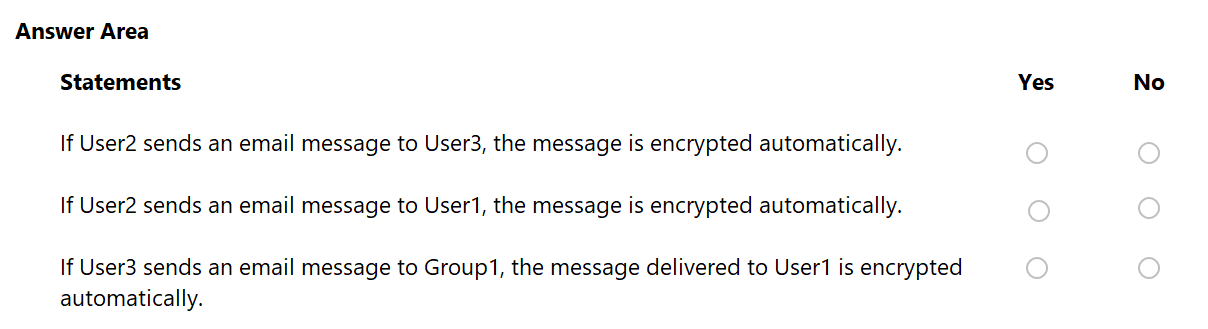 Answer Area
Statements Yes No
If User2 sends an email message to User3, the message is encrypted automatically.
If User2 sends an email message to User1, the message is encrypted automatically.
If User3 sends an email message to Group1, the message delivered to User1 is encrypted
automatically.